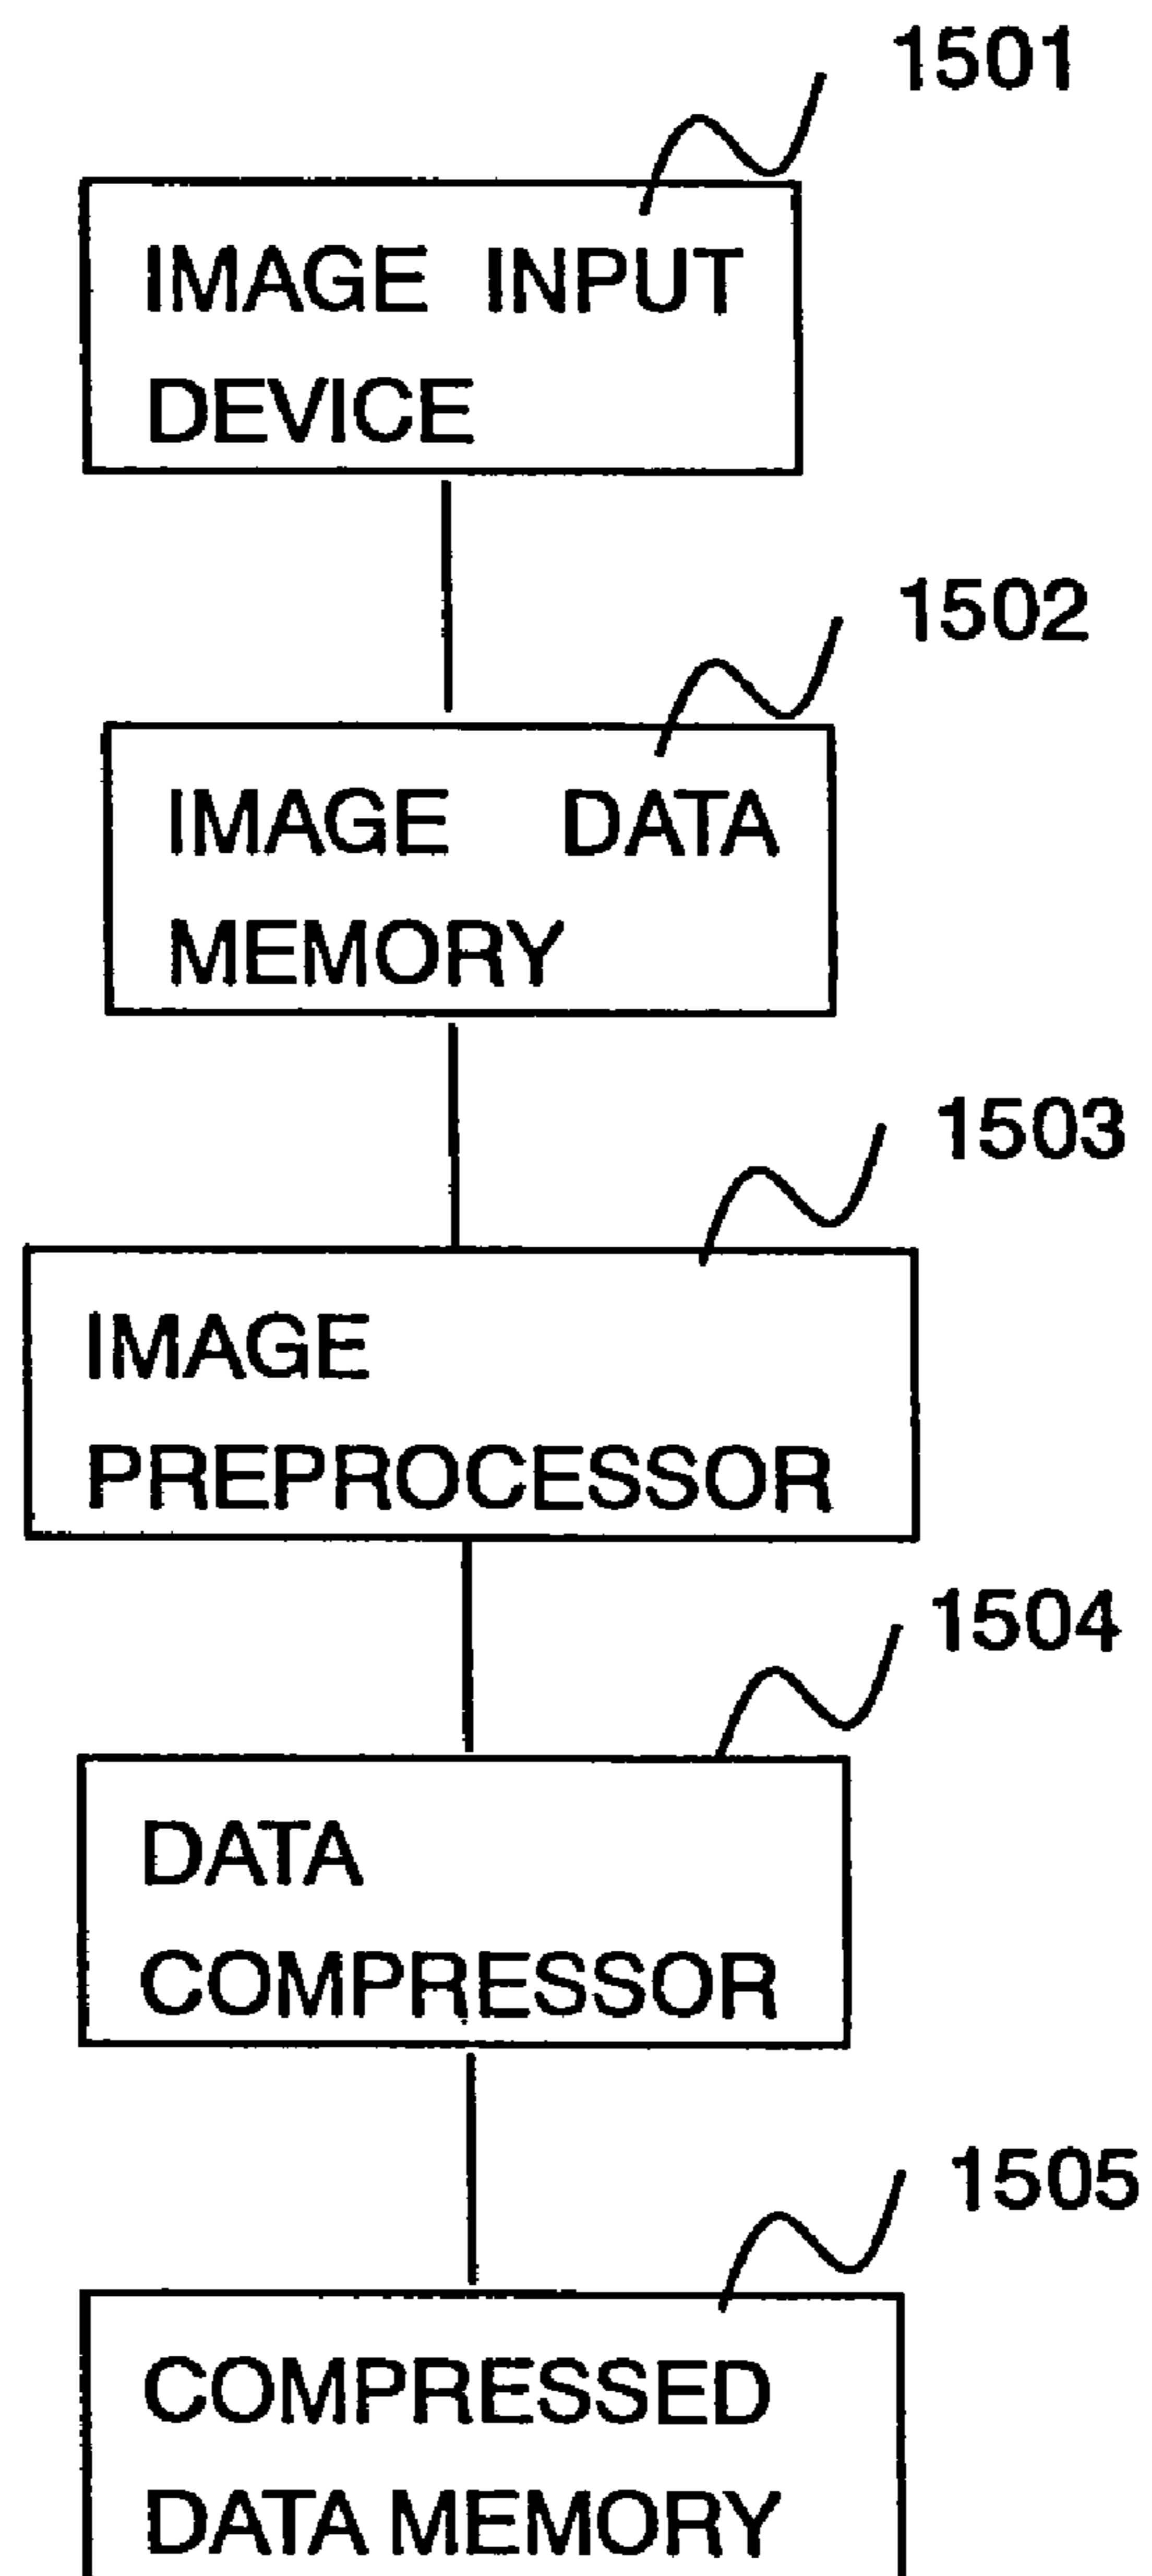 1501
IMAGE INPUT
DEVICE
1502
IMAGE DATA
MEMORY
1503
IMAGE
PREPROCESSOR
1504
DATA
COMPRESSOR
1505
COMPRESSED
DATA MEMORY